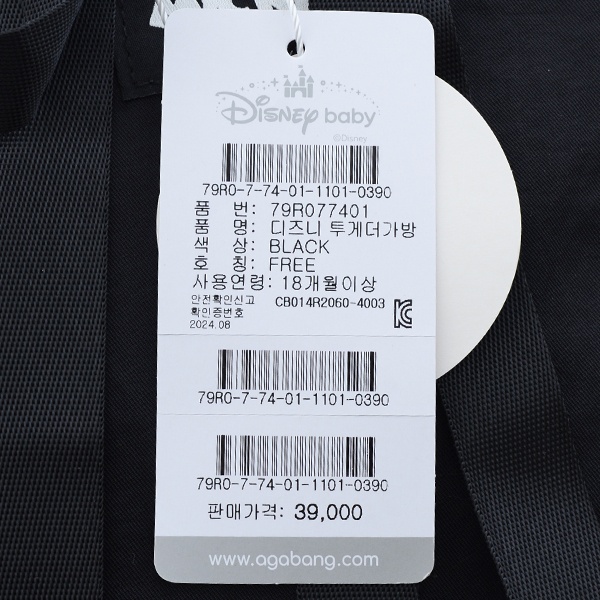 Disney baby
©Disney
79R0-7-74-01-1101-0390
품 번: 79R077401
품 명: 디즈니 투게더가방
색 상: BLACK
호 칭: FREE
사용연령: 18개월이상
안전확인신고 CB014R2060-4003
확인증번호
2024.08
79R0-7-74-01-1101-0390
79R0-7-74-01-1101-0390
판매가격: 39,000
www.agabang.com